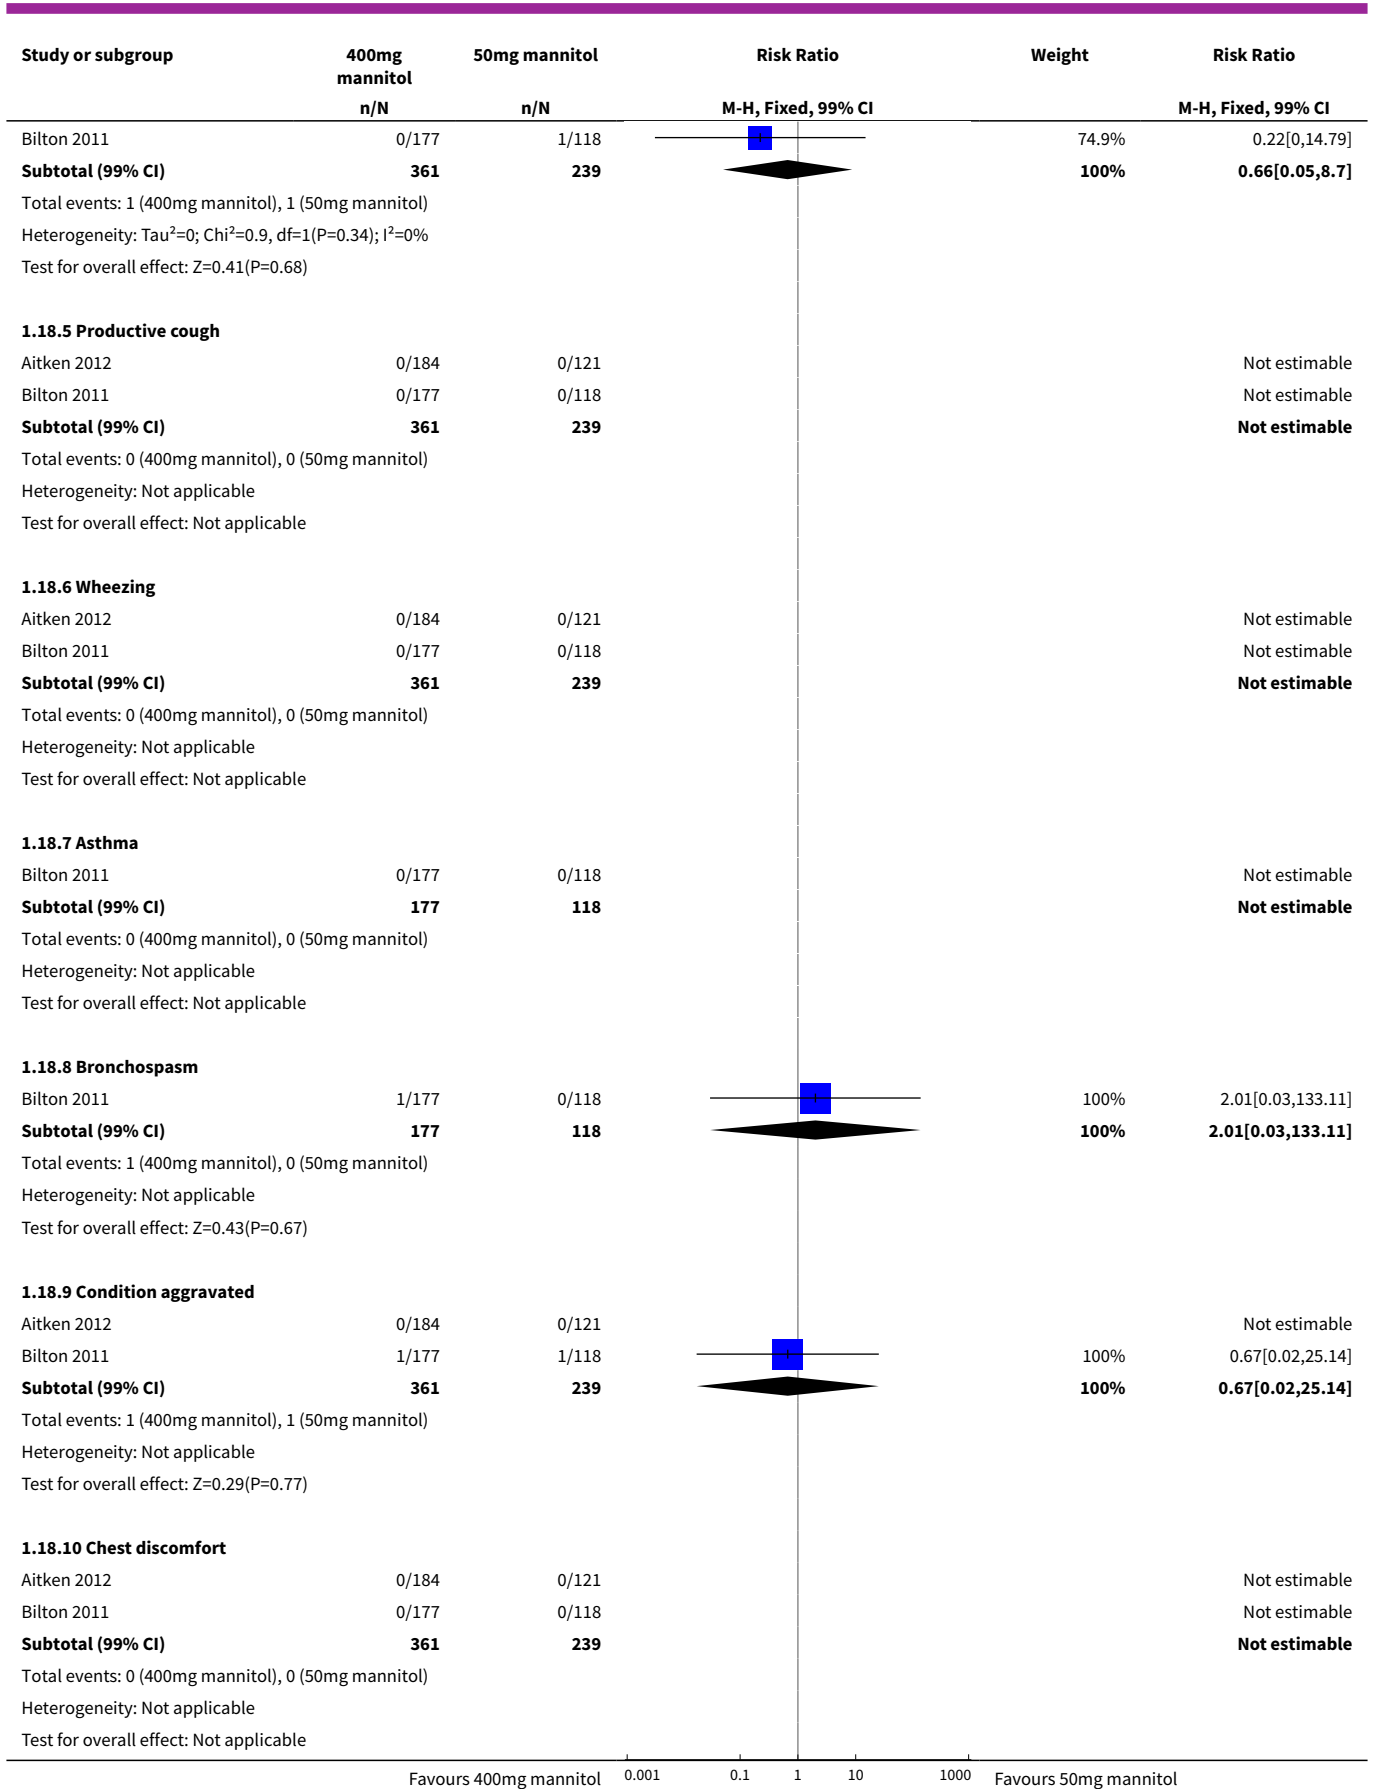 Study or subgroup 400mg mannitol 50mg mannitol Risk Ratio Weight Risk Ratio
n/N n/N M-H, Fixed, 99% CI M-H, Fixed, 99% CI
Bilton 2011 0/177 1/118 74.9% 0.22[0,14.79]
Subtotal (99% CI) 361 239 100% 0.66[0.05,8.7]
Total events: 1 (400mg mannitol), 1 (50mg mannitol)
Heterogeneity: Tau²=0; Chi²=0.9, df=1(P=0.34); I²=0%
Test for overall effect: Z=0.41(P=0.68)
1.18.5 Productive cough
Aitken 2012 0/184 0/121 Not estimable
Bilton 2011 0/177 0/118 Not estimable
Subtotal (99% CI) 361 239 Not estimable
Total events: 0 (400mg mannitol), 0 (50mg mannitol)
Heterogeneity: Not applicable
Test for overall effect: Not applicable
1.18.6 Wheezing
Aitken 2012 0/184 0/121 Not estimable
Bilton 2011 0/177 0/118 Not estimable
Subtotal (99% CI) 361 239 Not estimable
Total events: 0 (400mg mannitol), 0 (50mg mannitol)
Heterogeneity: Not applicable
Test for overall effect: Not applicable
1.18.7 Asthma
Bilton 2011 0/177 0/118 Not estimable
Subtotal (99% CI) 177 118 Not estimable
Total events: 0 (400mg mannitol), 0 (50mg mannitol)
Heterogeneity: Not applicable
Test for overall effect: Not applicable
1.18.8 Bronchospasm
Bilton 2011 1/177 0/118 100% 2.01[0.03,133.11]
Subtotal (99% CI) 177 118 100% 2.01[0.03,133.11]
Total events: 1 (400mg mannitol), 0 (50mg mannitol)
Heterogeneity: Not applicable
Test for overall effect: Z=0.43(P=0.67)
1.18.9 Condition aggravated
Aitken 2012 0/184 0/121 Not estimable
Bilton 2011 1/177 1/118 100% 0.67[0.02,25.14]
Subtotal (99% CI) 361 239 100% 0.67[0.02,25.14]
Total events: 1 (400mg mannitol), 1 (50mg mannitol)
Heterogeneity: Not applicable
Test for overall effect: Z=0.29(P=0.77)
1.18.10 Chest discomfort
Aitken 2012 0/184 0/121 Not estimable
Bilton 2011 0/177 0/118 Not estimable
Subtotal (99% CI) 361 239 Not estimable
Total events: 0 (400mg mannitol), 0 (50mg mannitol)
Heterogeneity: Not applicable
Test for overall effect: Not applicable
Favours 400mg mannitol 0.001 0.1 1 10 1000 Favours 50mg mannitol